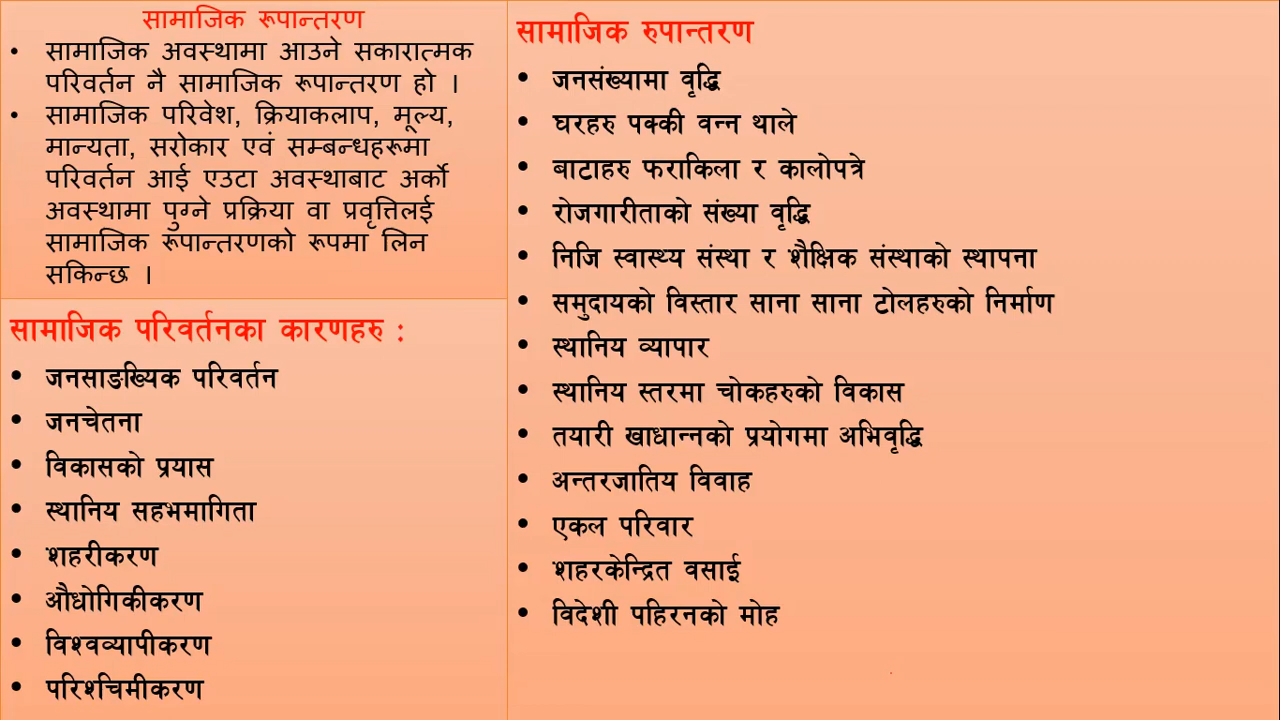 सामाजिक रूपान्तरण
• सामाजिक अवस्थामा आउने सकारात्मक
परिवर्तन नै सामाजिक रूपान्तरण हो ।
• सामाजिक परिवेश, क्रियाकलाप, मूल्य,
मान्यता, सरोकार एवं सम्बन्धहरूमा
परिवर्तन आई एउटा अवस्थाबाट अर्को
अवस्थामा पुग्ने प्रक्रिया वा प्रवृत्तिलई
सामाजिक रूपान्तरणको रूपमा लिन
सकिन्छ ।
सामाजिक परिवर्तनका कारणहरु :
• जनसाङख्यिक परिवर्तन
• जनचेतना
• विकासको प्रयास
• स्थानिय सहभमागिता
• शहरीकरण
• औधोगिकीकरण
• विश्वव्यापीकरण
• परिश्चिमीकरण
सामाजिक रुपान्तरण
• जनसंख्यामा वृद्धि
• घरहरु पक्की वन्न थाले
• बाटाहरु फराकिला र कालोपत्रे
• रोजगारीताको संख्या वृद्धि
• निजि स्वास्थ्य संस्था र शैक्षिक संस्थाको स्थापना
• समुदायको विस्तार साना साना टोलहरुको निर्माण
• स्थानिय व्यापार
• स्थानिय स्तरमा चोकहरुको विकास
• तयारी खाधान्नको प्रयोगमा अभिवृद्धि
• अन्तरजातिय विवाह
• एकल परिवार
• शहरकेन्द्रित वसाई
• विदेशी पहिरनको मोह